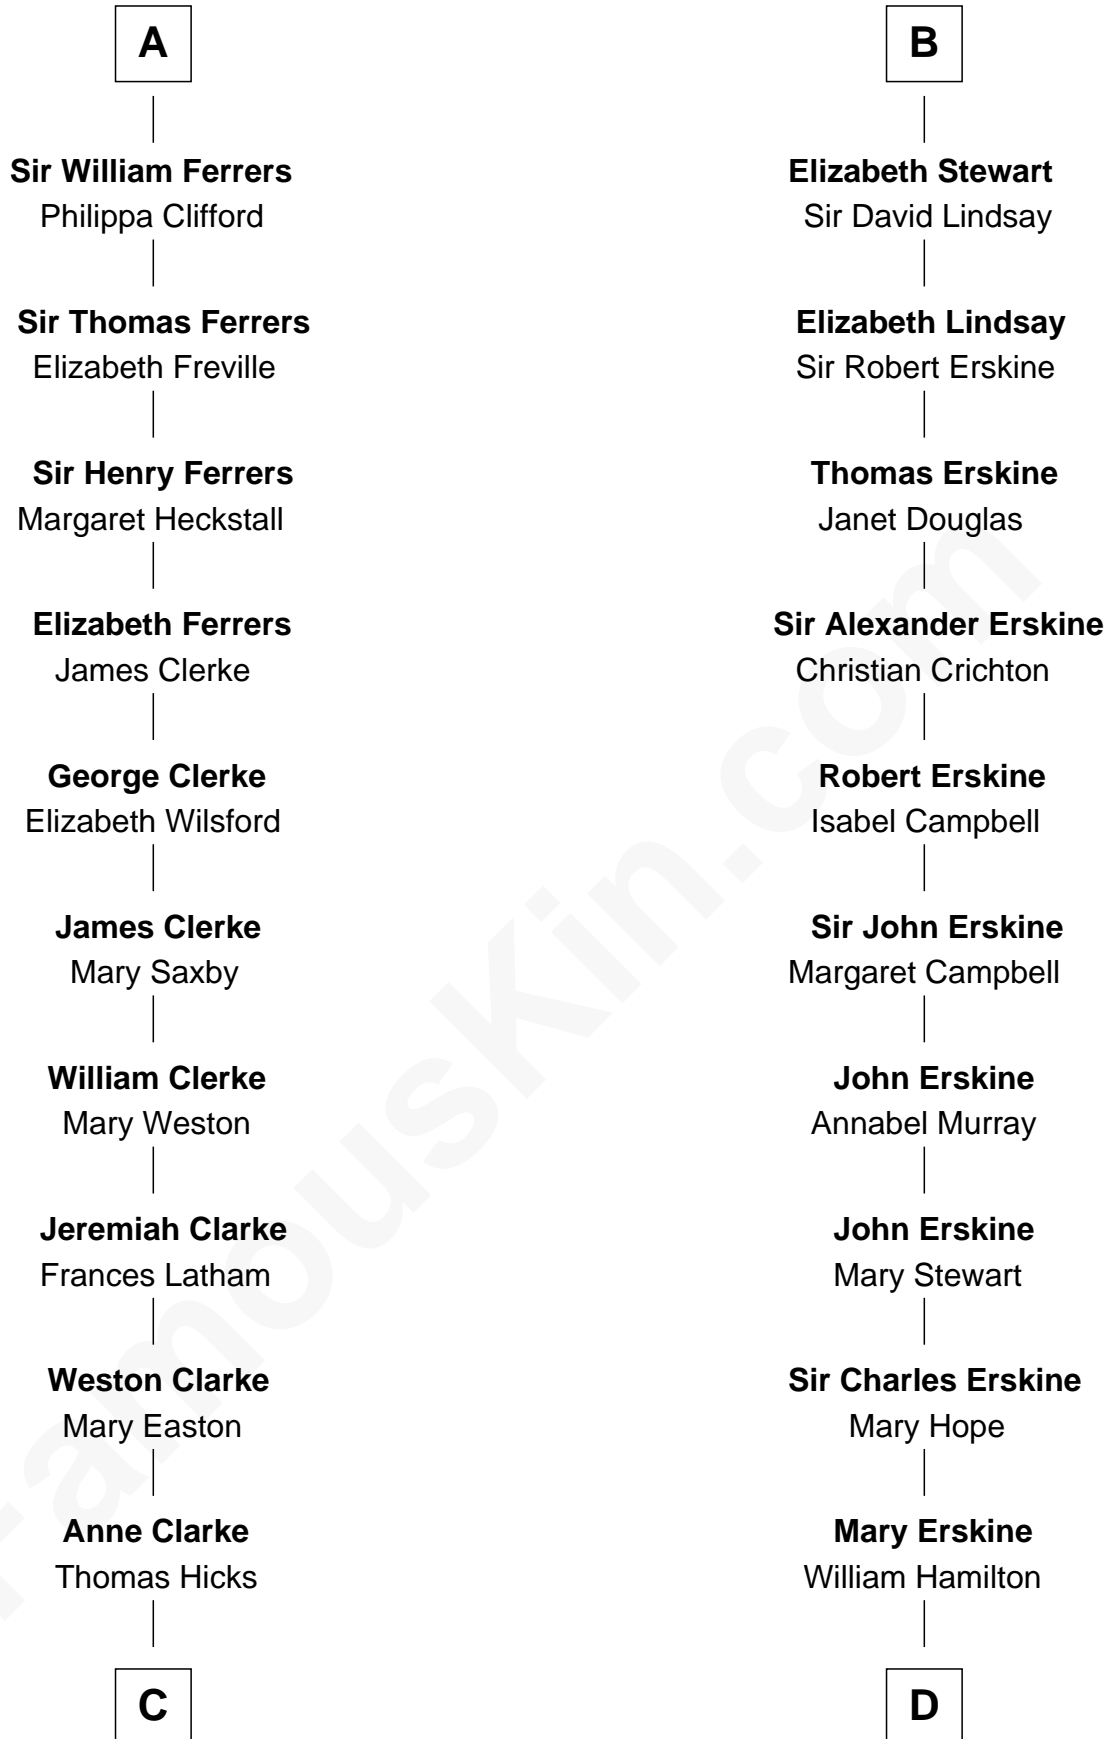 A
Sir William Ferrers
Philippa Clifford
Sir Thomas Ferrers
Elizabeth Freville
Sir Henry Ferrers
Margaret Heckstall
Elizabeth Ferrers
James Clerke
George Clerke
Elizabeth Wilsford
James Clerke
Mary Saxby
William Clerke
Mary Weston
Jeremiah Clarke
Frances Latham
Weston Clarke
Mary Easton
Anne Clarke
Thomas Hicks
C
B
Elizabeth Stewart
Sir David Lindsay
Elizabeth Lindsay
Sir Robert Erskine
Thomas Erskine
Janet Douglas
Sir Alexander Erskine
Christian Crichton
Robert Erskine
Isabel Campbell
Sir John Erskine
Margaret Campbell
John Erskine
Annabel Murray
John Erskine
Mary Stewart
Sir Charles Erskine
Mary Hope
Mary Erskine
William Hamilton
D
FamousKin.com